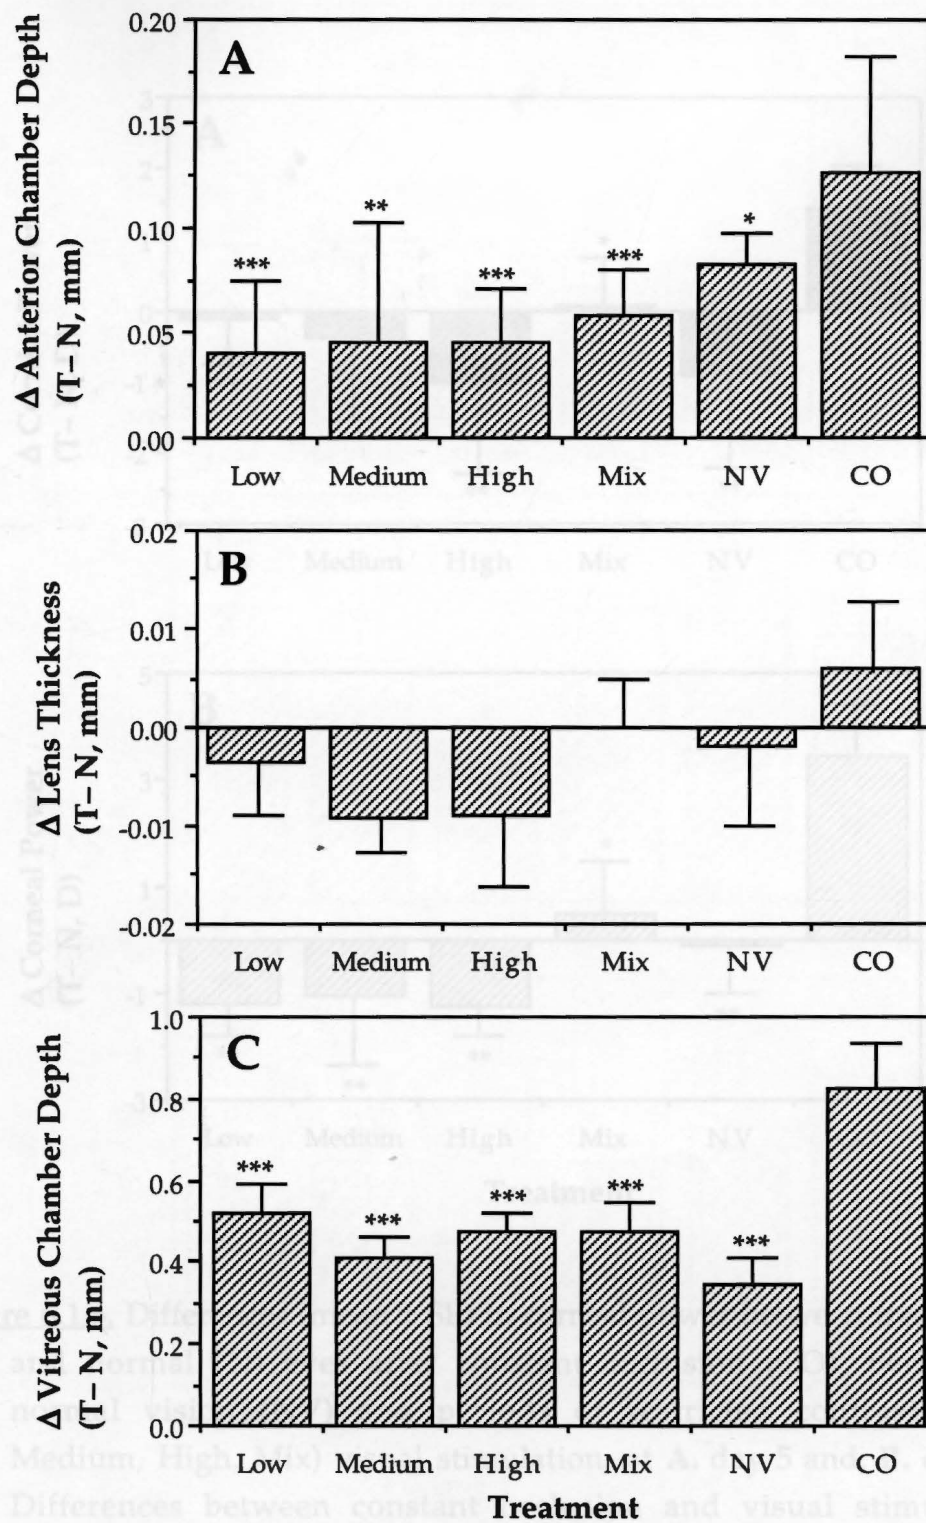 A
Δ Anterior Chamber Depth
(T– N, mm)
0.20
0.15
0.10
0.05
0.00
***
**
***
***
*
Low Medium High Mix NV CO
B
Δ Lens Thickness
(T– N, mm)
0.02
0.01
0.00
-0.01
-0.02
Low Medium High Mix NV CO
C
Δ Vitreous Chamber Depth
(T– N, mm)
1.0
0.8
0.6
0.4
0.2
0.0
***
***
***
***
***
Low Medium High Mix NV CO
Treatment